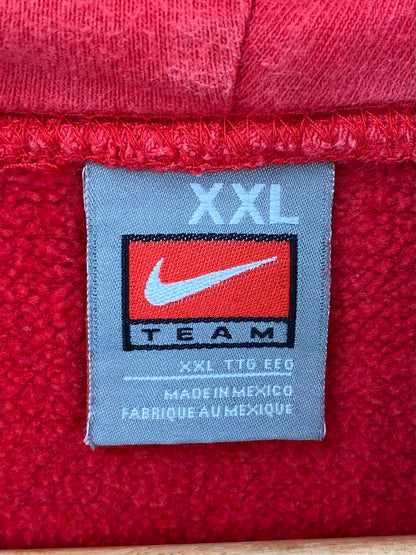 XXL
TEAM
XXL TTG EEG
MADE IN MEXICO
FABRIQUE AU MEXIQUE